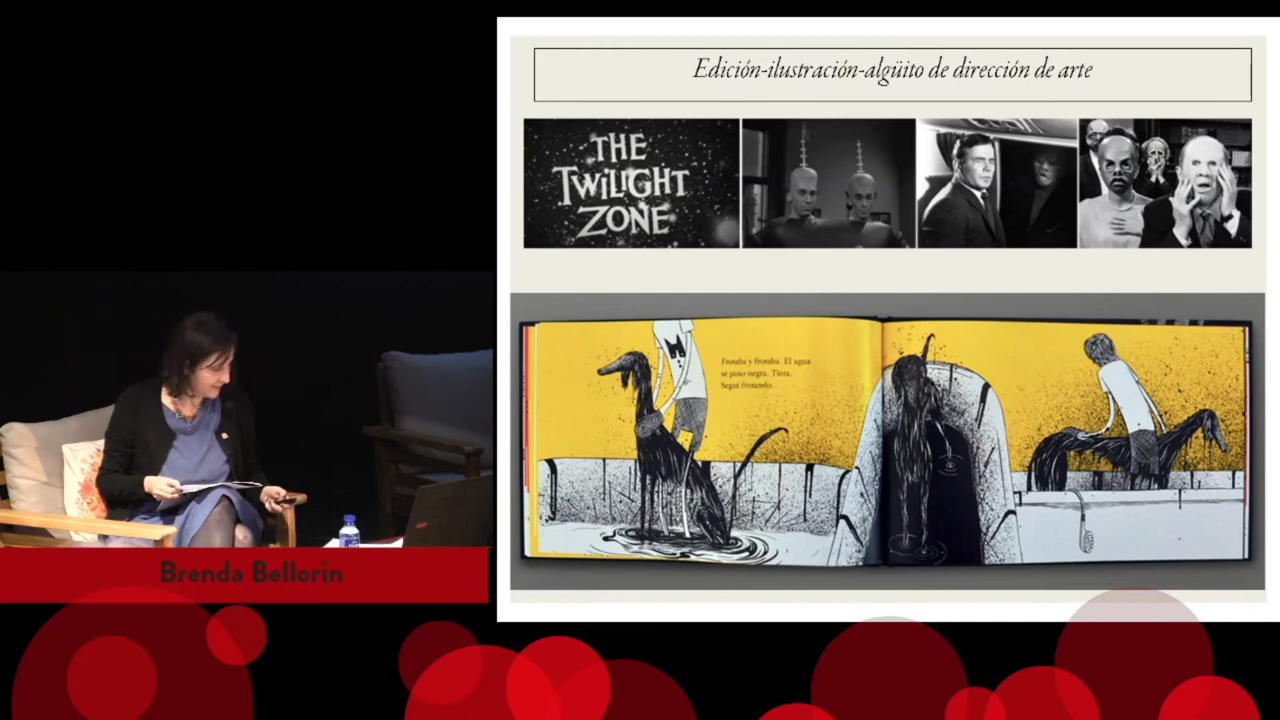 Edición-ilustración-algüito de dirección de arte
THE
TWILIGHT
ZONE
Frotaba y frotaba. El agua
se puso negra. Tinta.
Seguí frotando.
Brenda Bellorín